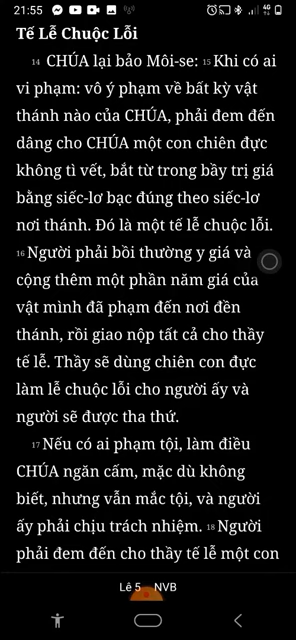 21:55
4G
Tế Lễ Chuộc Lỗi
14 CHÚA lại bảo Môi-se: 15 Khi có ai
vi phạm: vô ý phạm về bất kỳ vật
thánh nào của CHÚA, phải đem đến
dâng cho CHÚA một con chiên đực
không tì vết, bắt từ trong bầy trị giá
bằng siếc-lơ bạc đúng theo siếc-lơ
nơi thánh. Đó là một tế lễ chuộc lỗi.
16 Người phải bồi thường y giá và
cộng thêm một phần năm giá của
vật mình đã phạm đến nơi đền
thánh, rồi giao nộp tất cả cho thầy
tế lễ. Thầy sẽ dùng chiên con đực
làm lễ chuộc lỗi cho người ấy và
người sẽ được tha thứ.
17 Nếu có ai phạm tội, làm điều
CHÚA ngăn cấm, mặc dù không
biết, nhưng vẫn mắc tội, và người
ấy phải chịu trách nhiệm. 18 Người
phải đem đến cho thầy tế lễ một con
Lê 5 NVB